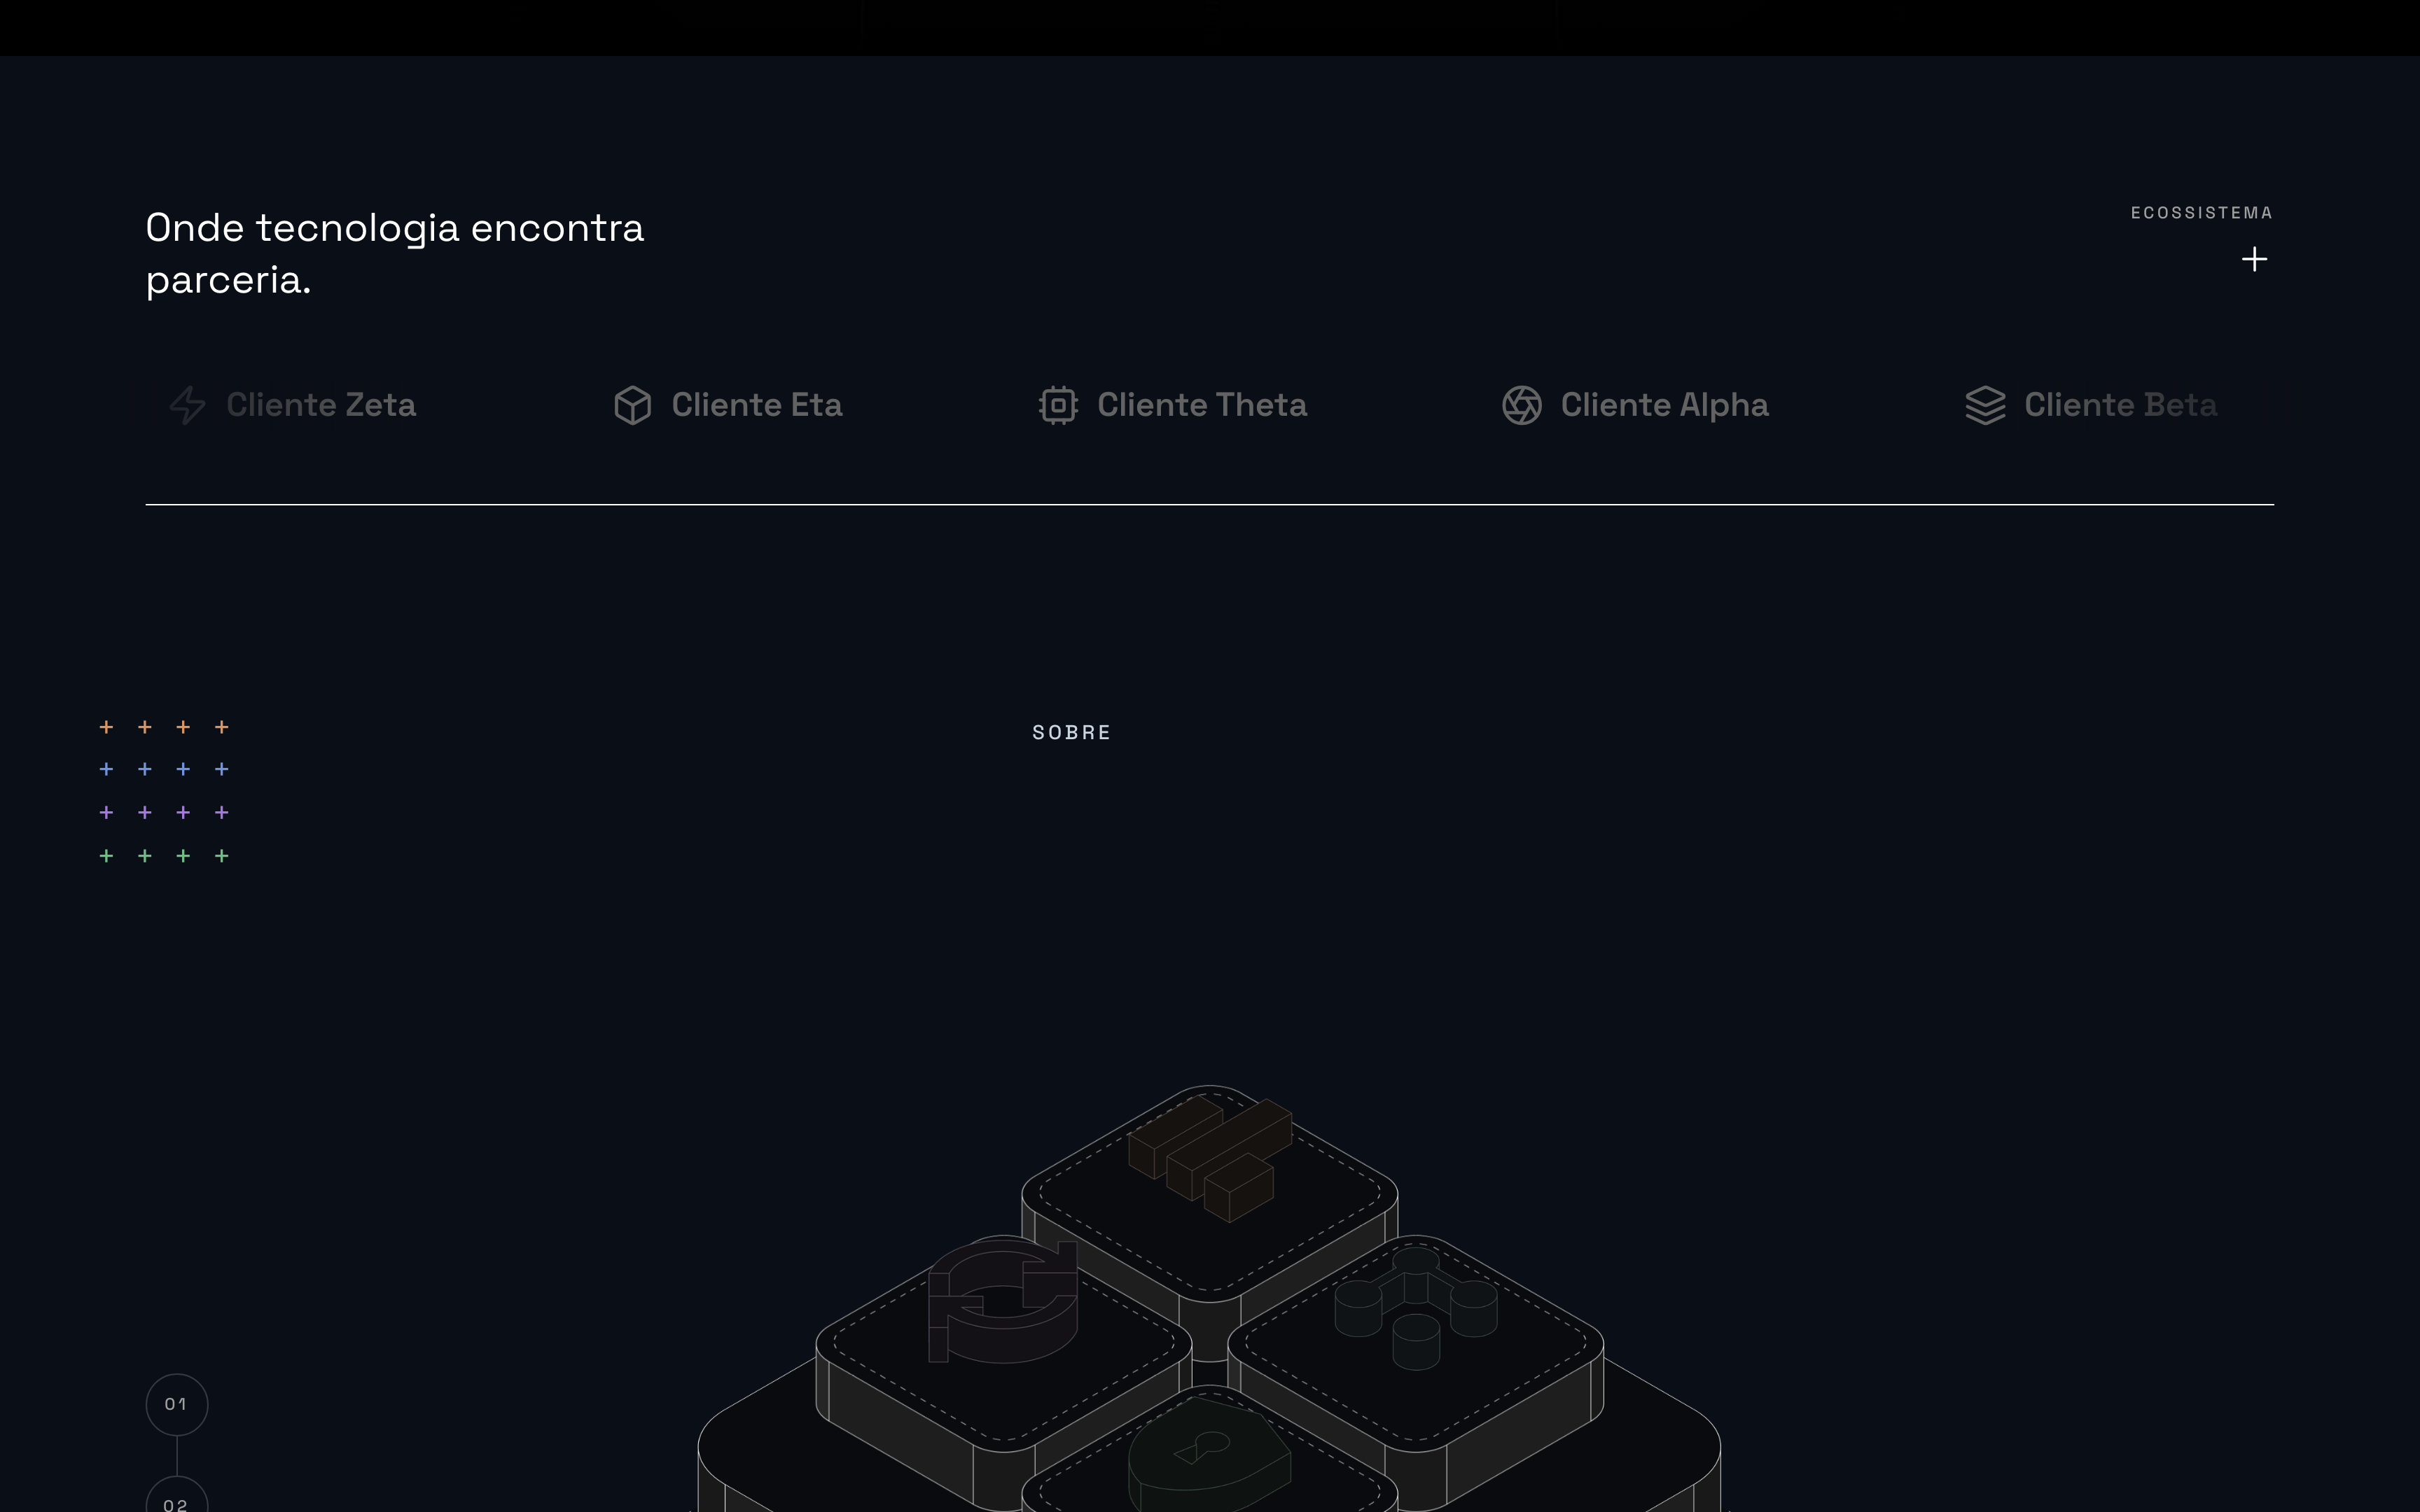 Onde tecnologia encontra
parceria.
ECOSSISTEMA
Cliente Zeta
Cliente Eta
Cliente Theta
Cliente Alpha
Cliente Beta
SOBRE
01
02